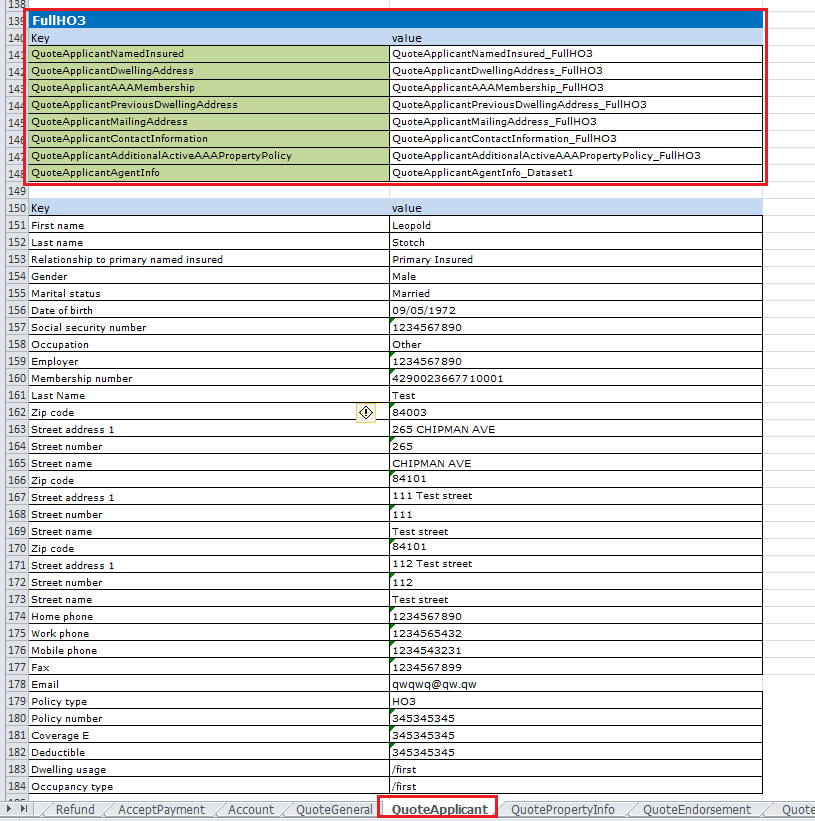 138
139 FullHO3
140 Key value
141 QuoteApplicantNamedInsured QuoteApplicantNamedInsured_FullHO3
142 QuoteApplicantDwellingAddress QuoteApplicantDwellingAddress_FullHO3
143 QuoteApplicantAAAMembership QuoteApplicantAAAMembership_FullHO3
144 QuoteApplicantPreviousDwellingAddress QuoteApplicantPreviousDwellingAddress_FullHO3
145 QuoteApplicantMailingAddress QuoteApplicantMailingAddress_FullHO3
146 QuoteApplicantContactInformation QuoteApplicantContactInformation_FullHO3
147 QuoteApplicantAdditionalActiveAAAPropertyPolicy QuoteApplicantAdditionalActiveAAAPropertyPolicy_FullHO3
148 QuoteApplicantAgentInfo QuoteApplicantAgentInfo_Dataset1
149
150 Key value
151 First name Leopold
152 Last name Stotch
153 Relationship to primary named insured Primary Insured
154 Gender Male
155 Marital status Married
156 Date of birth 09/05/1972
157 Social security number 1234567890
158 Occupation Other
159 Employer 1234567890
160 Membership number 4290023667710001
161 Last Name Test
162 Zip code 84003
163 Street address 1 265 CHIPMAN AVE
164 Street number 265
165 Street name CHIPMAN AVE
166 Zip code 84101
167 Street address 1 111 Test street
168 Street number 111
169 Street name Test street
170 Zip code 84101
171 Street address 1 112 Test street
172 Street number 112
173 Street name Test street
174 Home phone 1234567890
175 Work phone 1234565432
176 Mobile phone 1234543231
177 Fax 1234567899
178 Email qwqwq@qw.qw
179 Policy type HO3
180 Policy number 345345345
181 Coverage E 345345345
182 Deductible 345345345
183 Dwelling usage /first
184 Occupancy type /first
Refund AcceptPayment Account QuoteGeneral QuoteApplicant QuotePropertyInfo QuoteEndorsement Quote